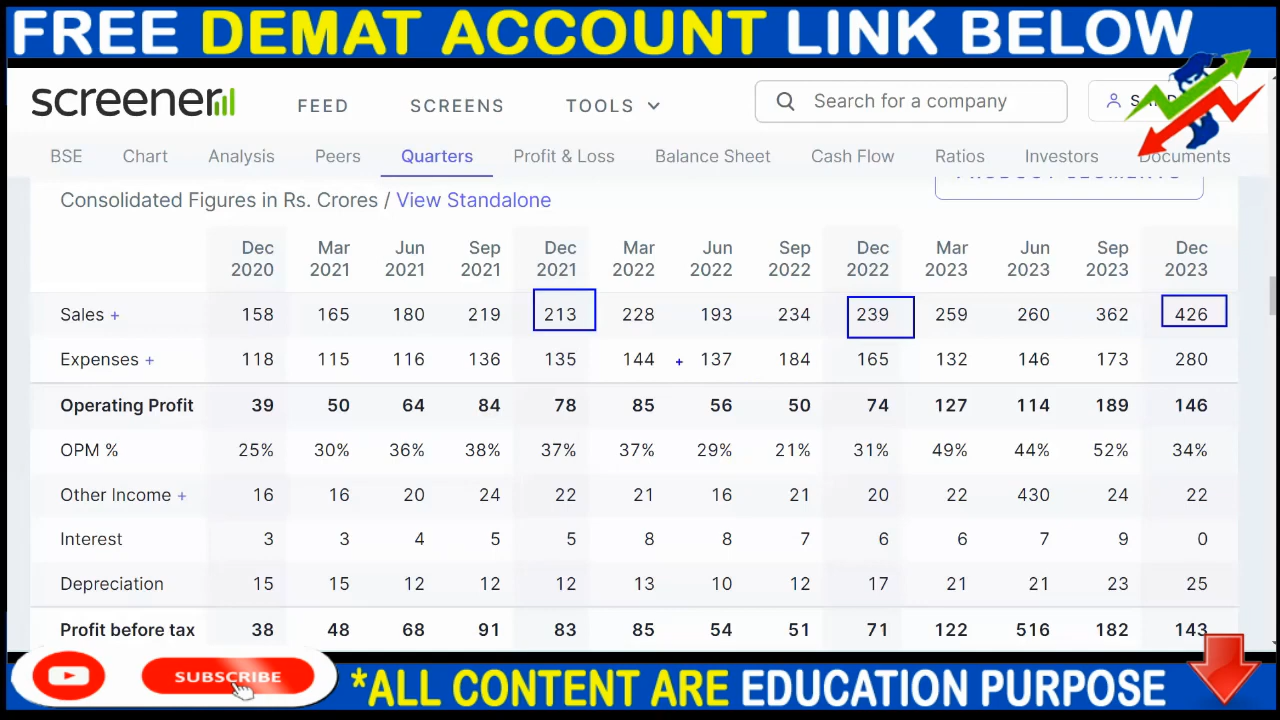 FREE DEMAT ACCOUNT LINK BELOW
screener
FEED SCREENS TOOLS Search for a company
BSE Chart Analysis Peers Quarters Profit & Loss Balance Sheet Cash Flow Ratios Investors Documents
Consolidated Figures in Rs. Crores / View Standalone PRODUCT SEGMENTS
Dec 2020 Mar 2021 Jun 2021 Sep 2021 Dec 2021 Mar 2022 Jun 2022 Sep 2022 Dec 2022 Mar 2023 Jun 2023 Sep 2023 Dec 2023
Sales + 158 165 180 219 213 228 193 234 239 259 260 362 426
Expenses + 118 115 116 136 135 144 137 184 165 132 146 173 280
Operating Profit 39 50 64 84 78 85 56 50 74 127 114 189 146
OPM % 25% 30% 36% 38% 37% 37% 29% 21% 31% 49% 44% 52% 34%
Other Income + 16 16 20 24 22 21 16 21 20 22 430 24 22
Interest 3 3 4 5 5 8 8 7 6 6 7 9 0
Depreciation 15 15 12 12 12 13 10 12 17 21 21 23 25
Profit before tax 38 48 68 91 83 85 54 51 71 122 516 182 143
SUBSCRIBE
*ALL CONTENT ARE EDUCATION PURPOSE